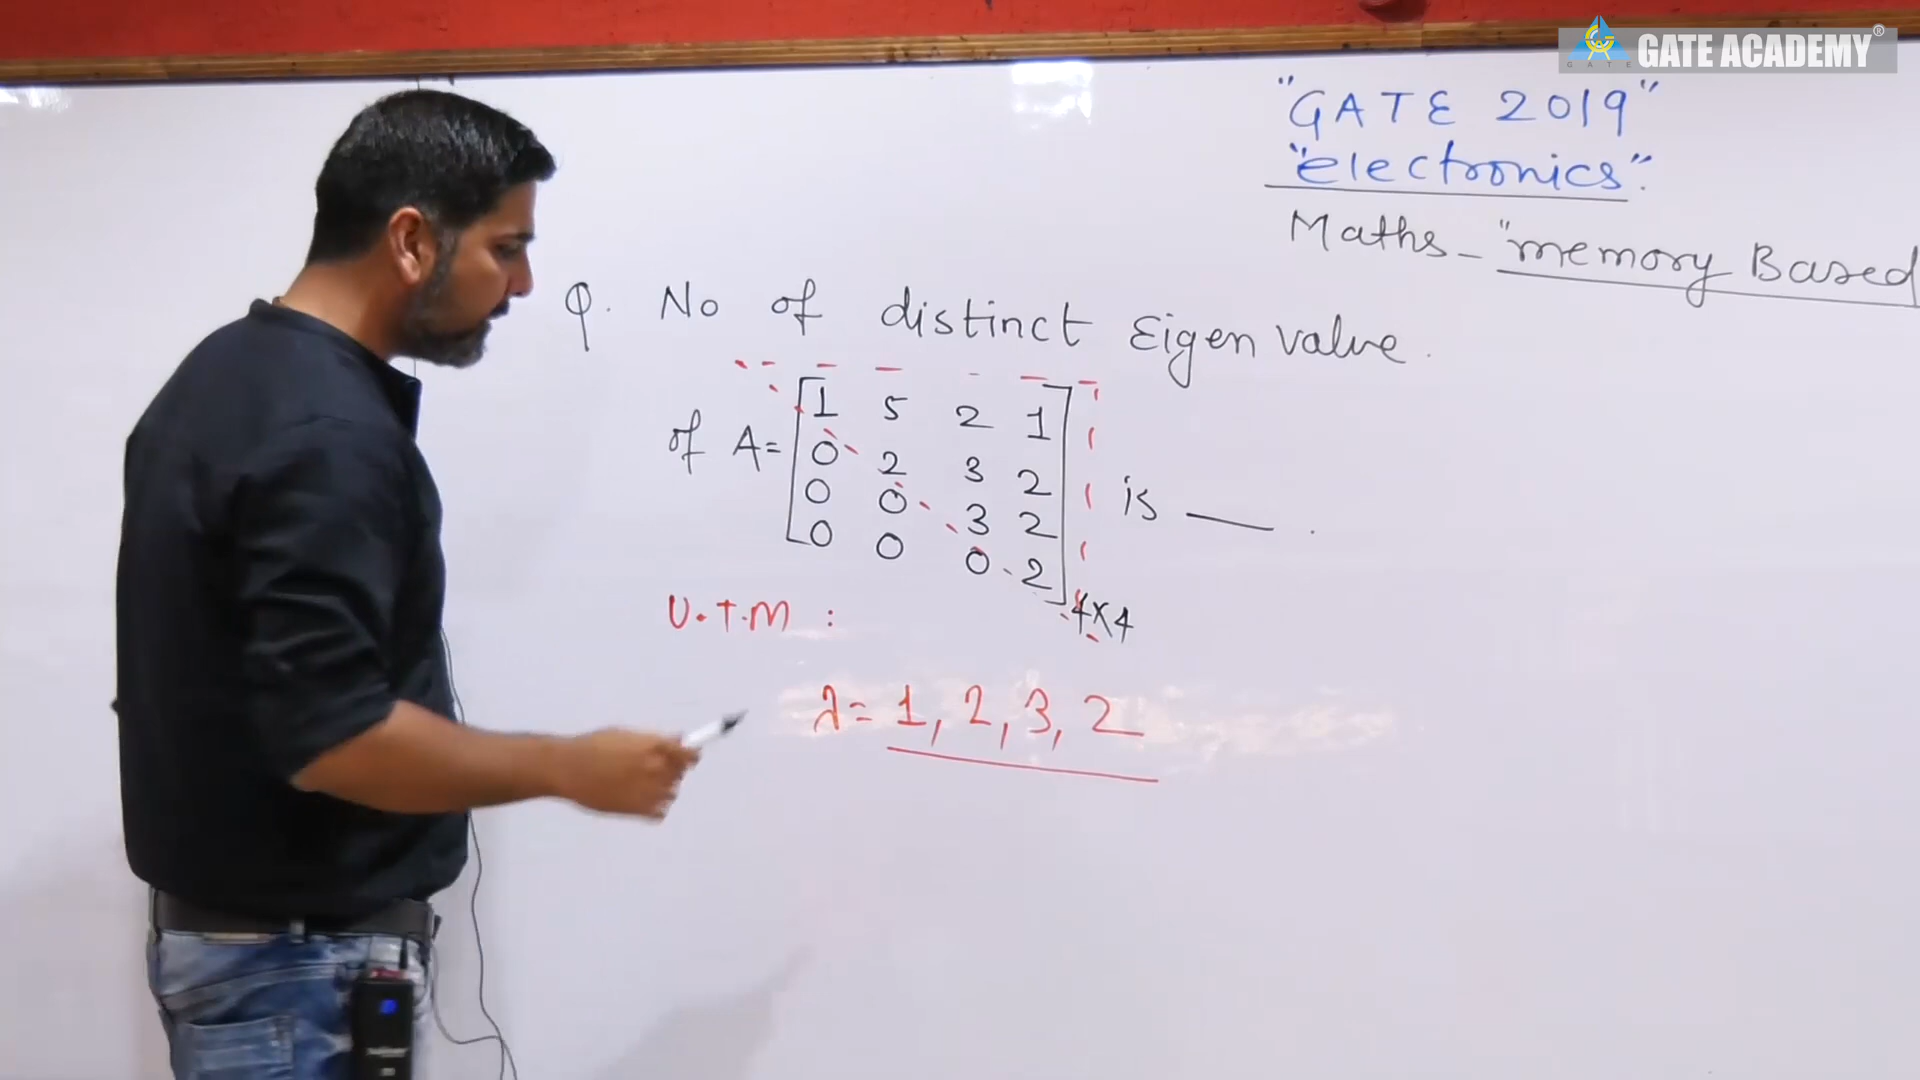 GATE ACADEMY®
GATE
"GATE 2019"
"electronics".
Maths - "memory Based
Q. No of distinct Eigen value.
of A = [1 5 2 1
0 2 3 2
0 0 3 2
0 0 0 2] 4x4 is ___ .
U.T.M :
λ = 1, 2, 3, 2